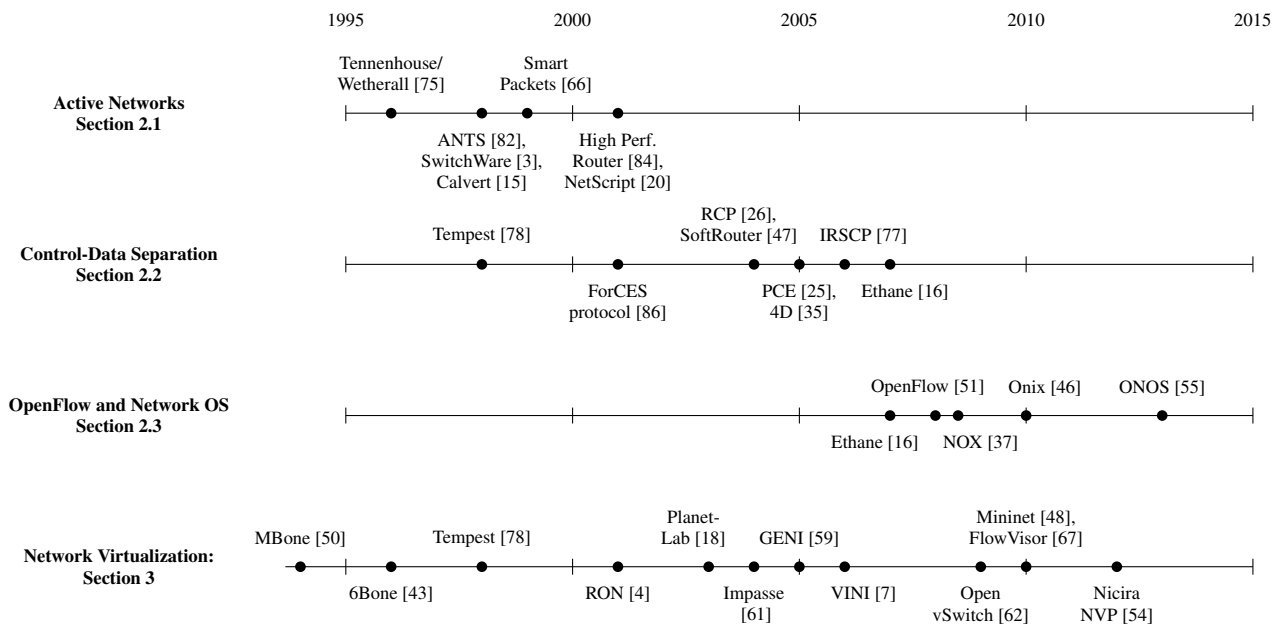 1995 2000 2005 2010 2015
Tennenhouse/
Wetherall [75]
Smart
Packets [66]
Active Networks
Section 2.1
ANTS [82],
SwitchWare [3],
Calvert [15]
High Perf.
Router [84],
NetScript [20]
Control-Data Separation
Section 2.2
Tempest [78]
RCP [26],
SoftRouter [47]
IRSCP [77]
ForCES
protocol [86]
PCE [25],
4D [35]
Ethane [16]
OpenFlow and Network OS
Section 2.3
OpenFlow [51]
Onix [46]
ONOS [55]
Ethane [16]
NOX [37]
Network Virtualization:
Section 3
MBone [50]
Tempest [78]
Planet-
Lab [18]
GENI [59]
Mininet [48],
FlowVisor [67]
6Bone [43]
RON [4]
Impasse
[61]
VINI [7]
Open
vSwitch [62]
Nicira
NVP [54]